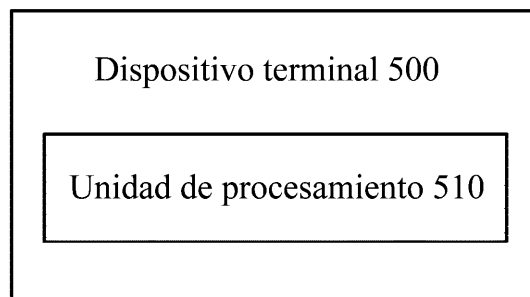 Dispositivo terminal 500
Unidad de procesamiento 510